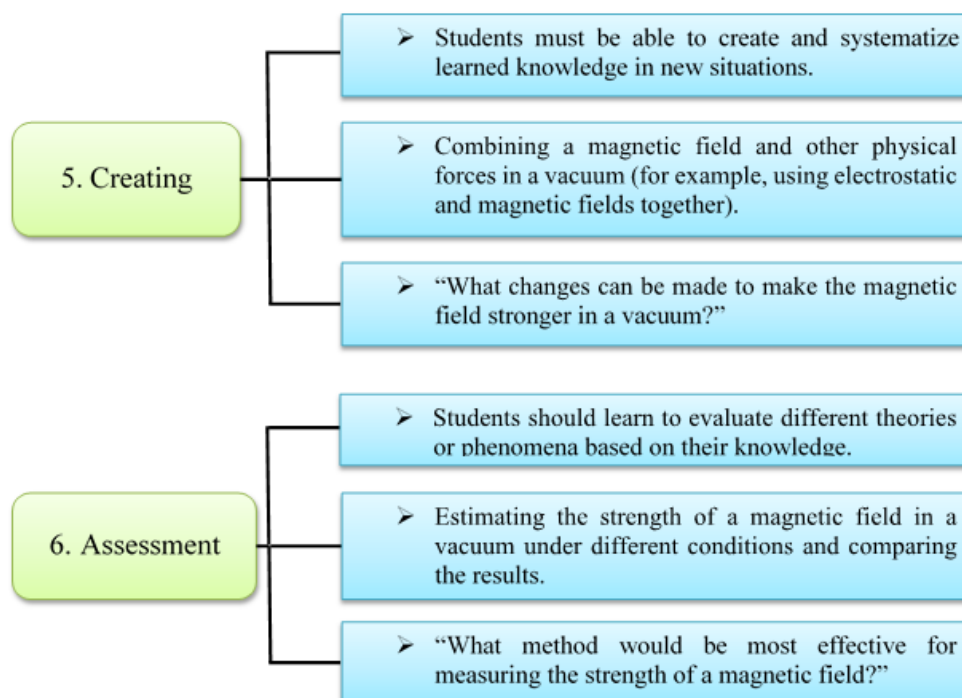 ➢ Students must be able to create and systematize
learned knowledge in new situations.
5. Creating
➢ Combining a magnetic field and other physical
forces in a vacuum (for example, using electrostatic
and magnetic fields together).
➢ “What changes can be made to make the magnetic
field stronger in a vacuum?”
➢ Students should learn to evaluate different theories
or phenomena based on their knowledge.
6. Assessment
➢ Estimating the strength of a magnetic field in a
vacuum under different conditions and comparing
the results.
➢ “What method would be most effective for
measuring the strength of a magnetic field?”